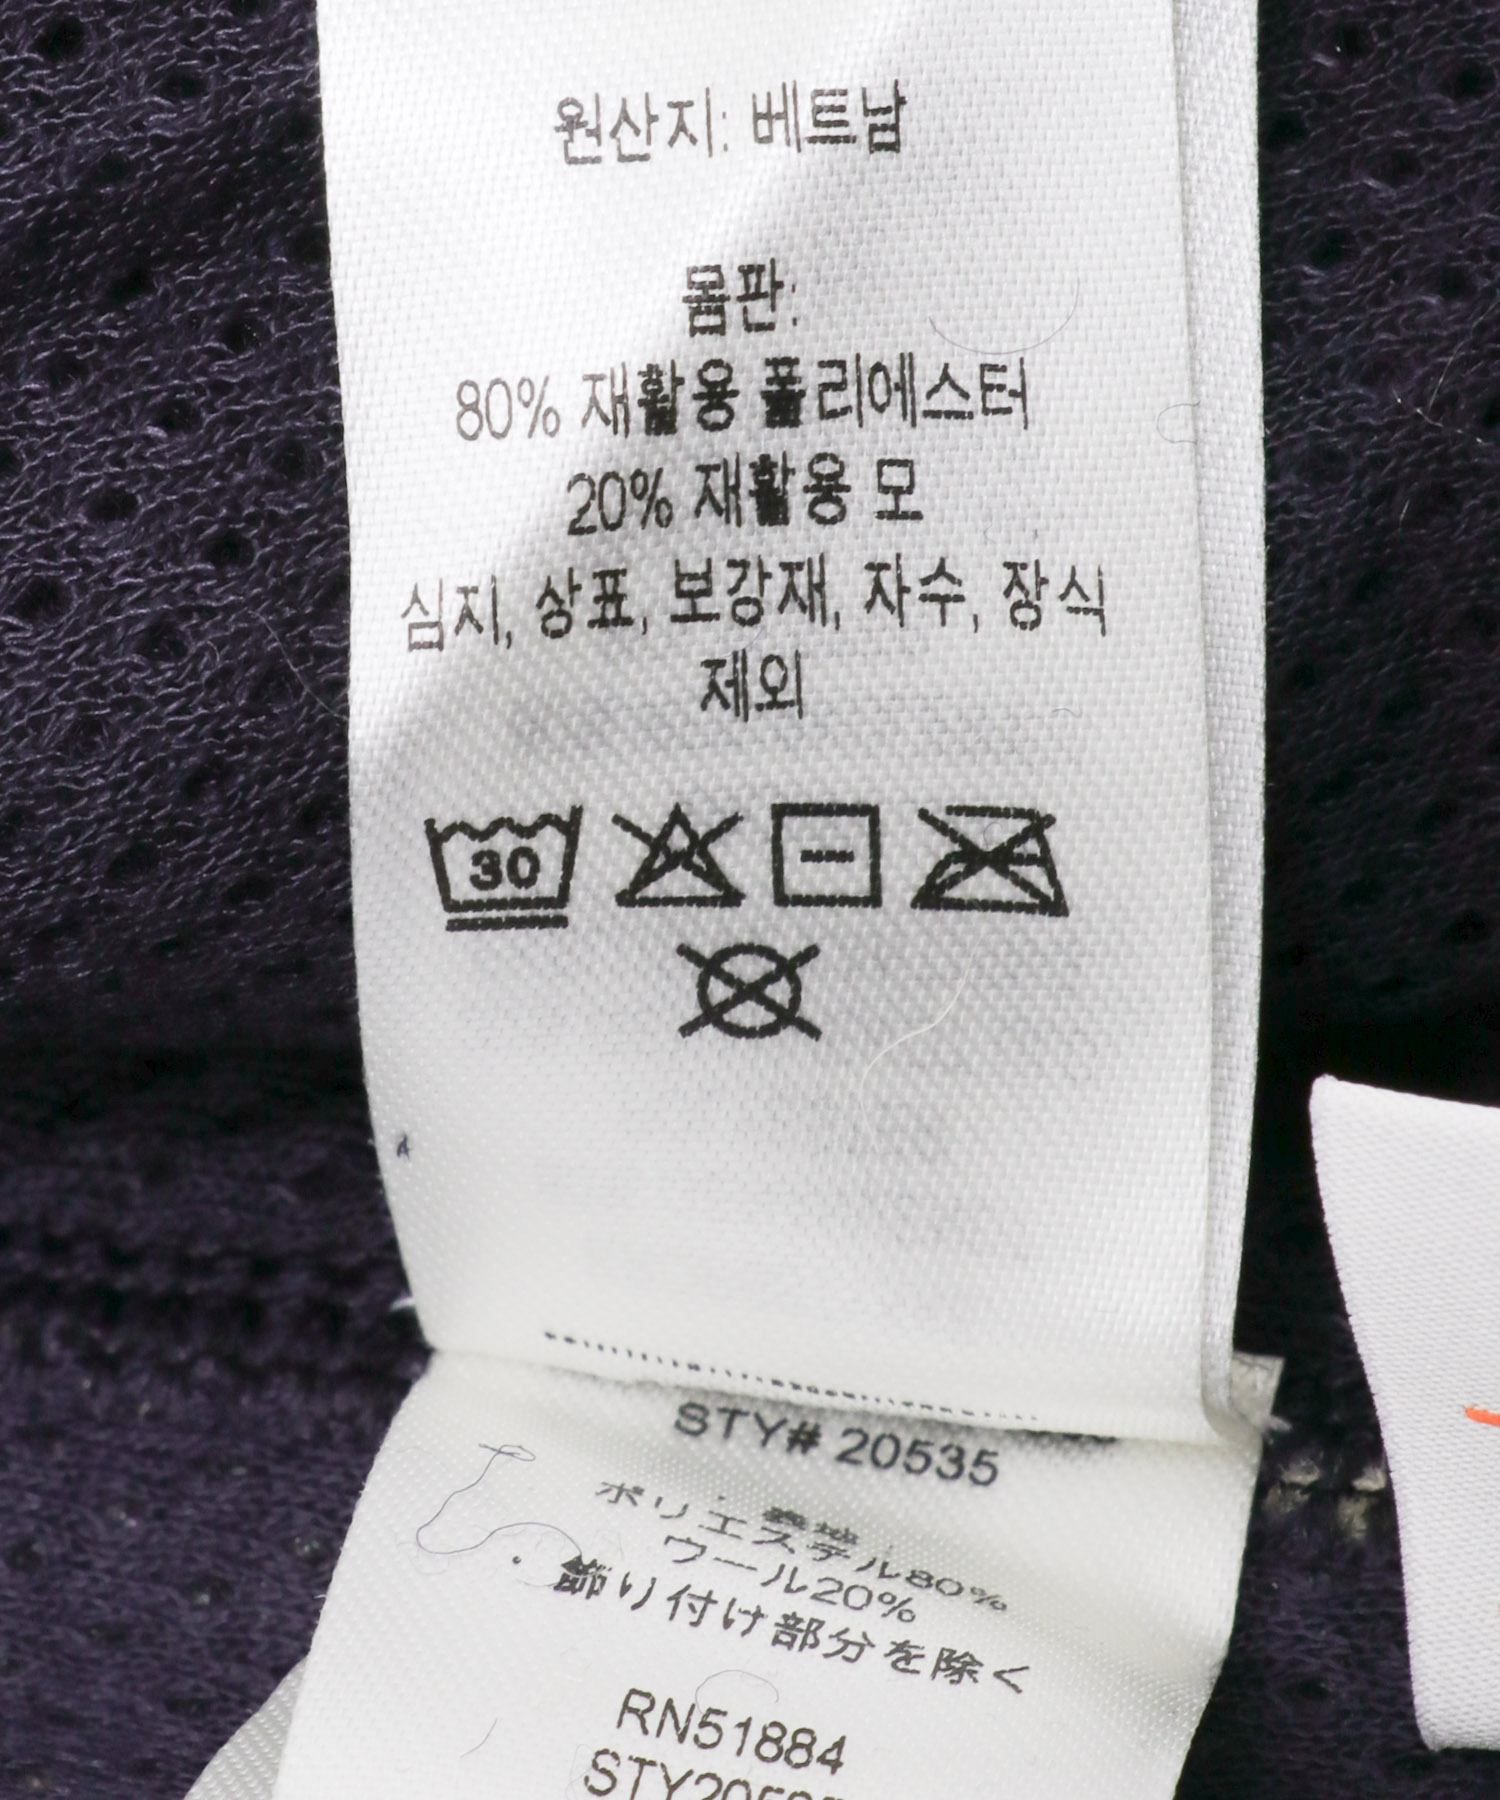 원산지: 베트남
몸판:
80% 재활용 폴리에스터
20% 재활용 모
심지, 상표, 보강재, 자수, 장식
제외
30
STY# 20535
ポリエステル80%
ウール20%
飾り付け部分を除く
RN51884